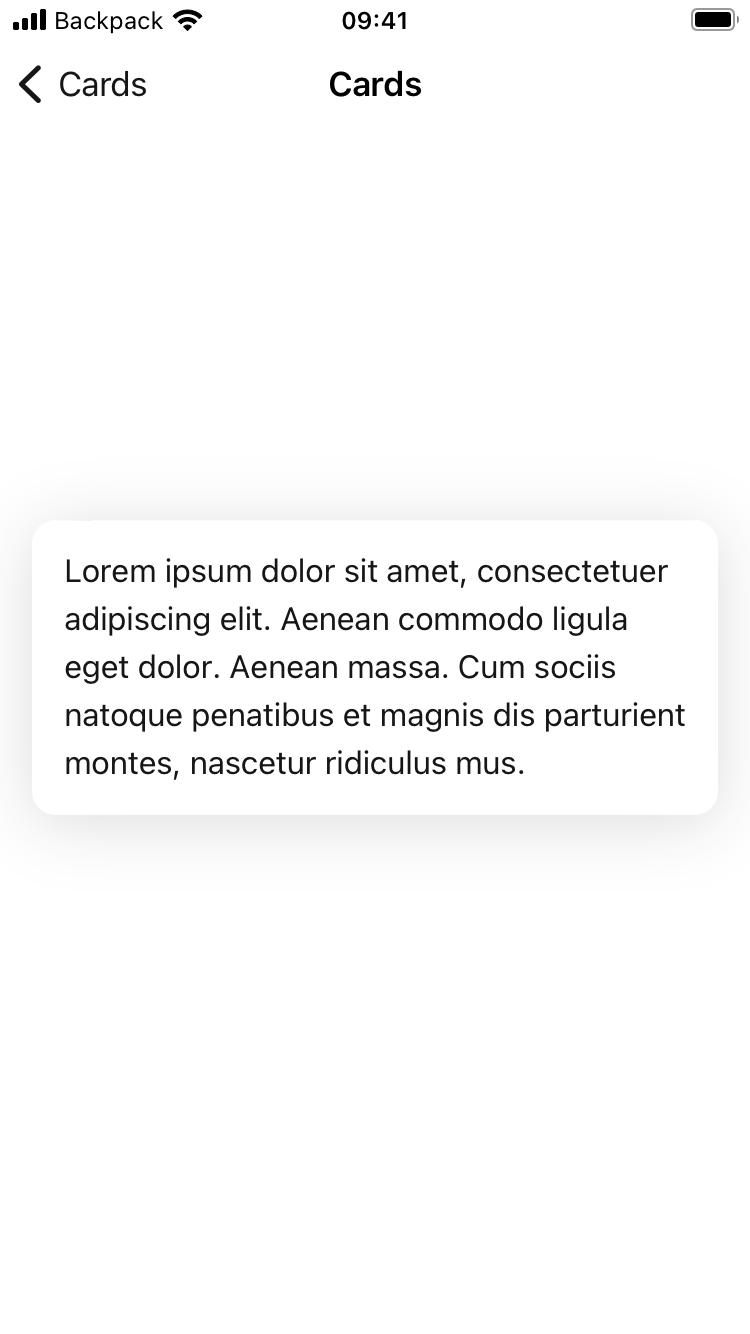 Backpack 09:41
Cards Cards
Lorem ipsum dolor sit amet, consectetuer
adipiscing elit. Aenean commodo ligula
eget dolor. Aenean massa. Cum sociis
natoque penatibus et magnis dis parturient
montes, nascetur ridiculus mus.